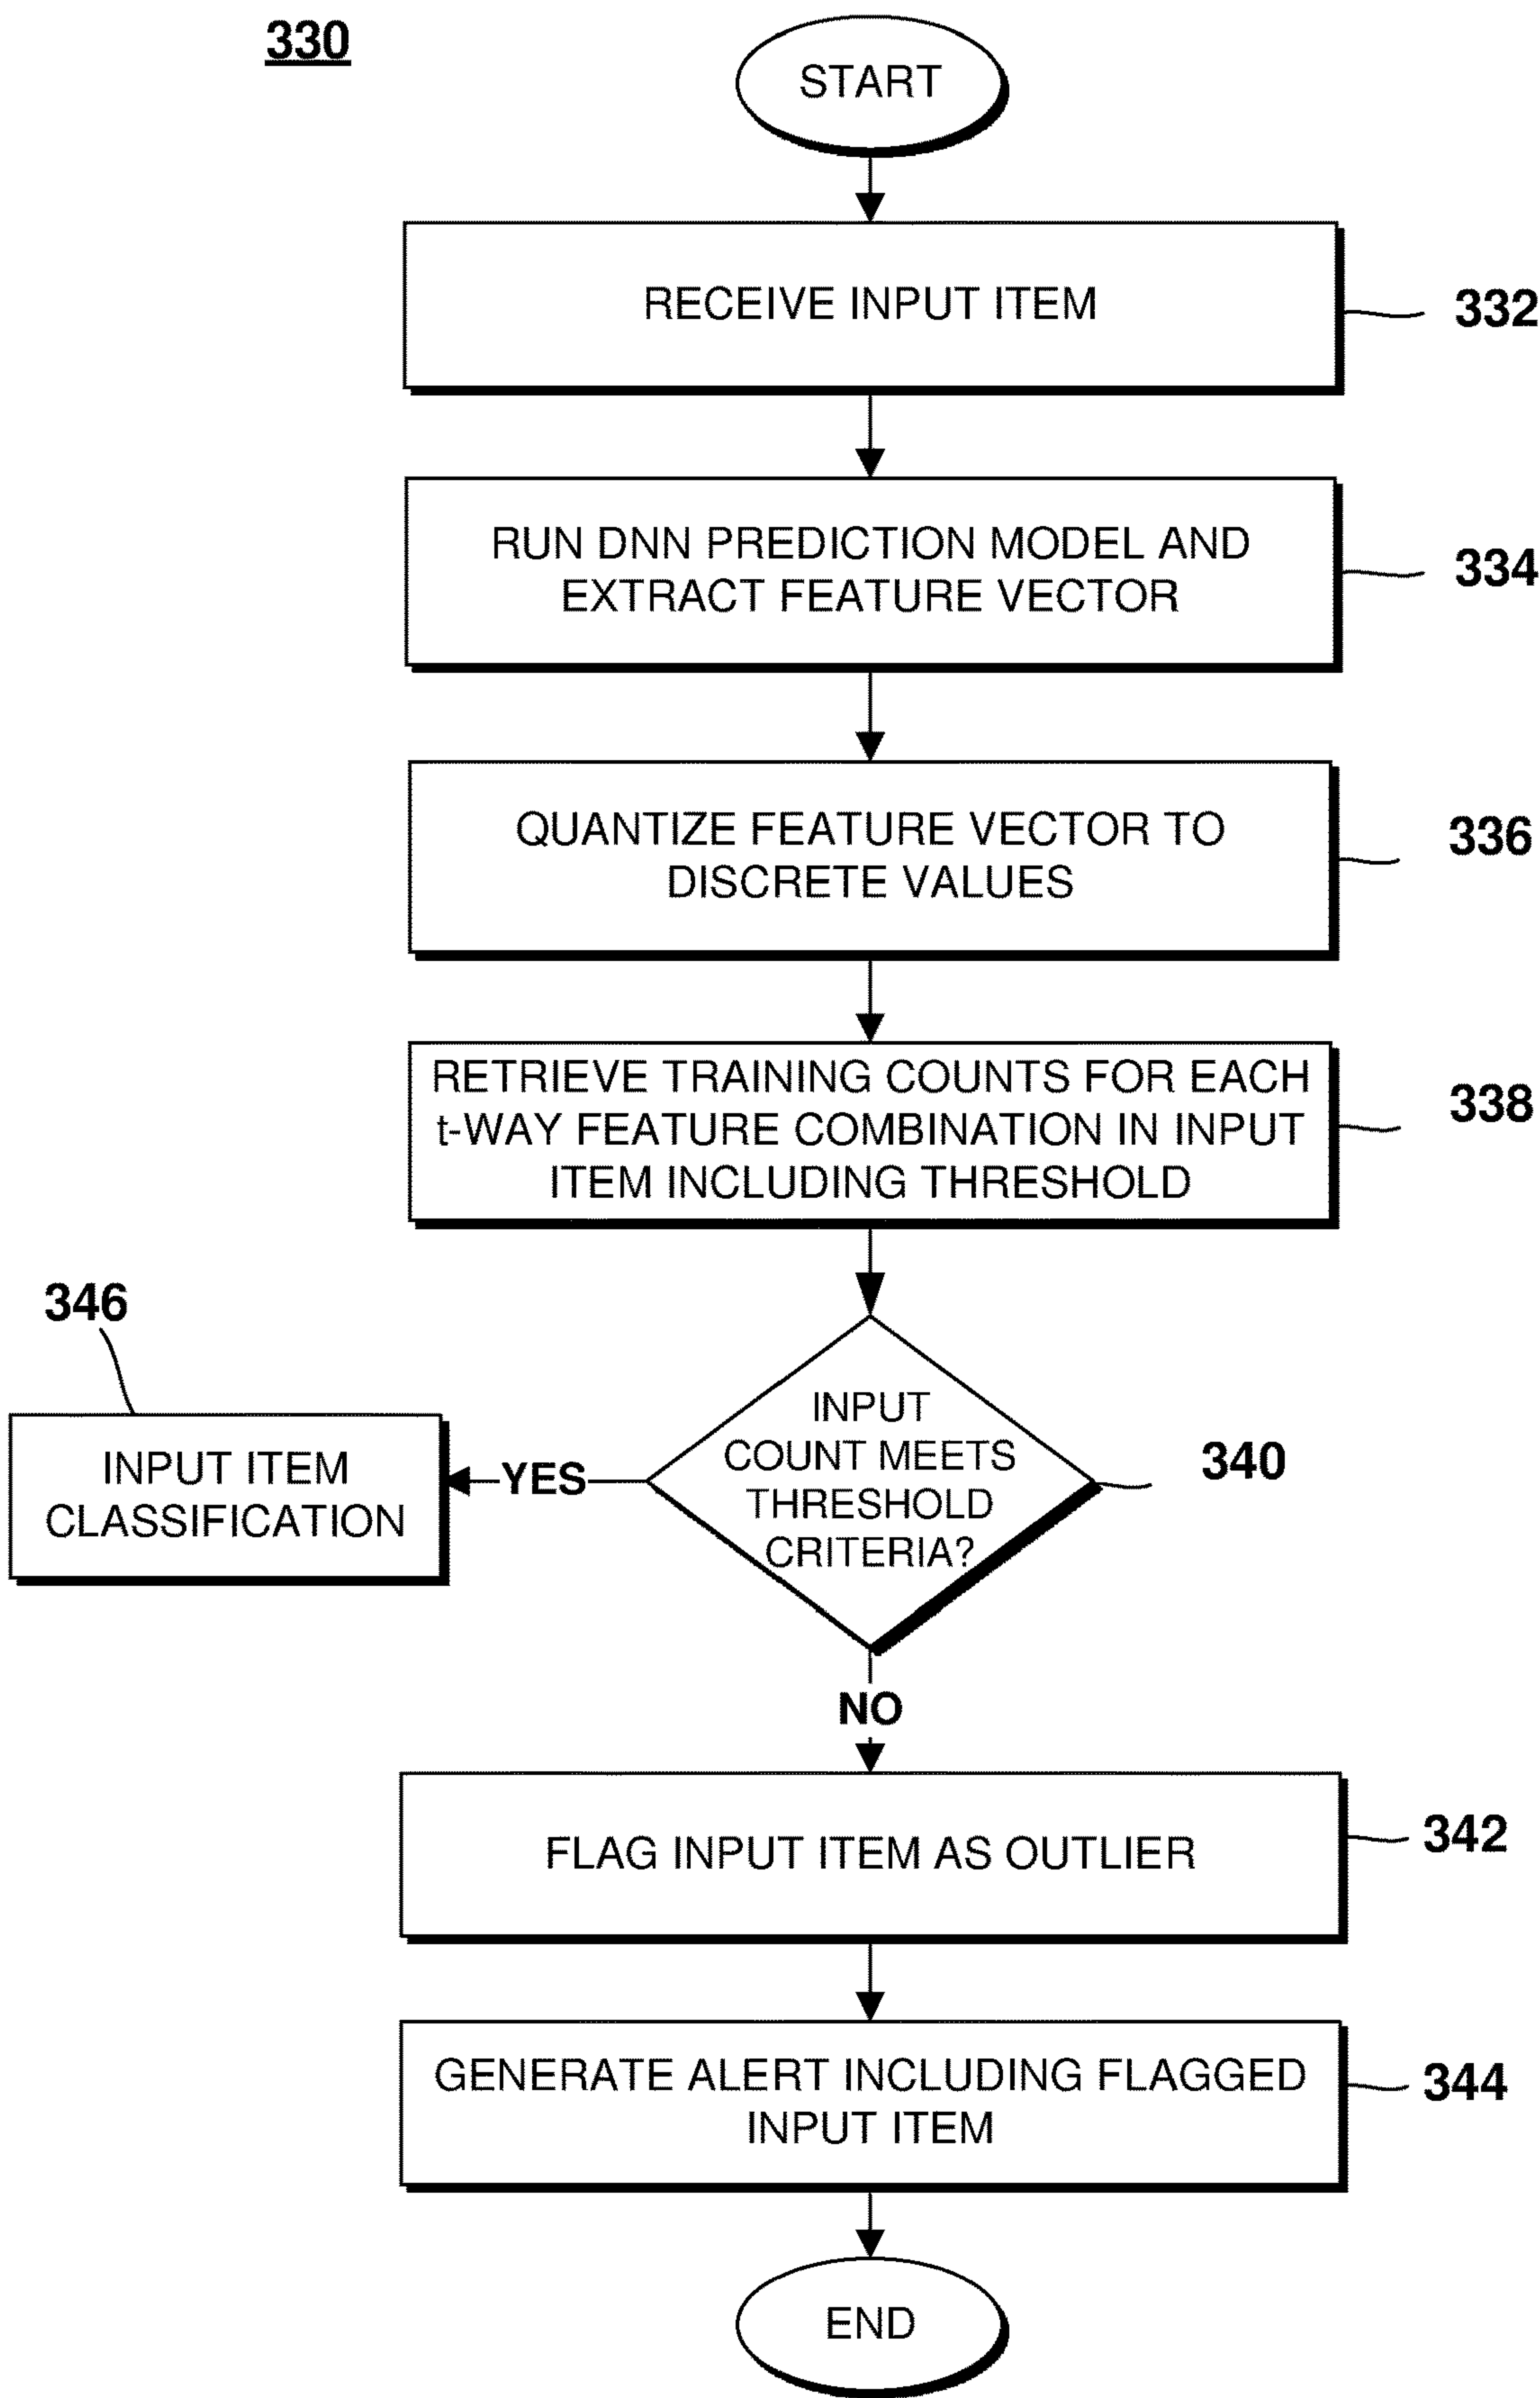 330
START
RECEIVE INPUT ITEM
332
RUN DNN PREDICTION MODEL AND
EXTRACT FEATURE VECTOR
334
QUANTIZE FEATURE VECTOR TO
DISCRETE VALUES
336
RETRIEVE TRAINING COUNTS FOR EACH
t-WAY FEATURE COMBINATION IN INPUT
ITEM INCLUDING THRESHOLD
338
346
INPUT ITEM
CLASSIFICATION
YES
INPUT
COUNT MEETS
THRESHOLD
CRITERIA?
340
NO
FLAG INPUT ITEM AS OUTLIER
342
GENERATE ALERT INCLUDING FLAGGED
INPUT ITEM
344
END